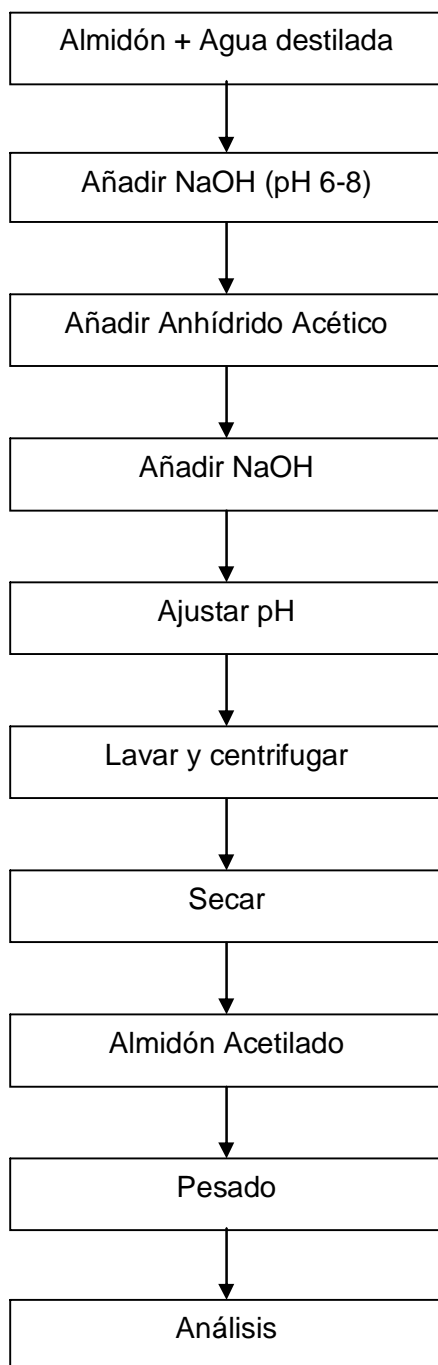 Almidón + Agua destilada
Añadir NaOH (pH 6-8)
Añadir Anhídrido Acético
Añadir NaOH
Ajustar pH
Lavar y centrifugar
Secar
Almidón Acetilado
Pesado
Análisis